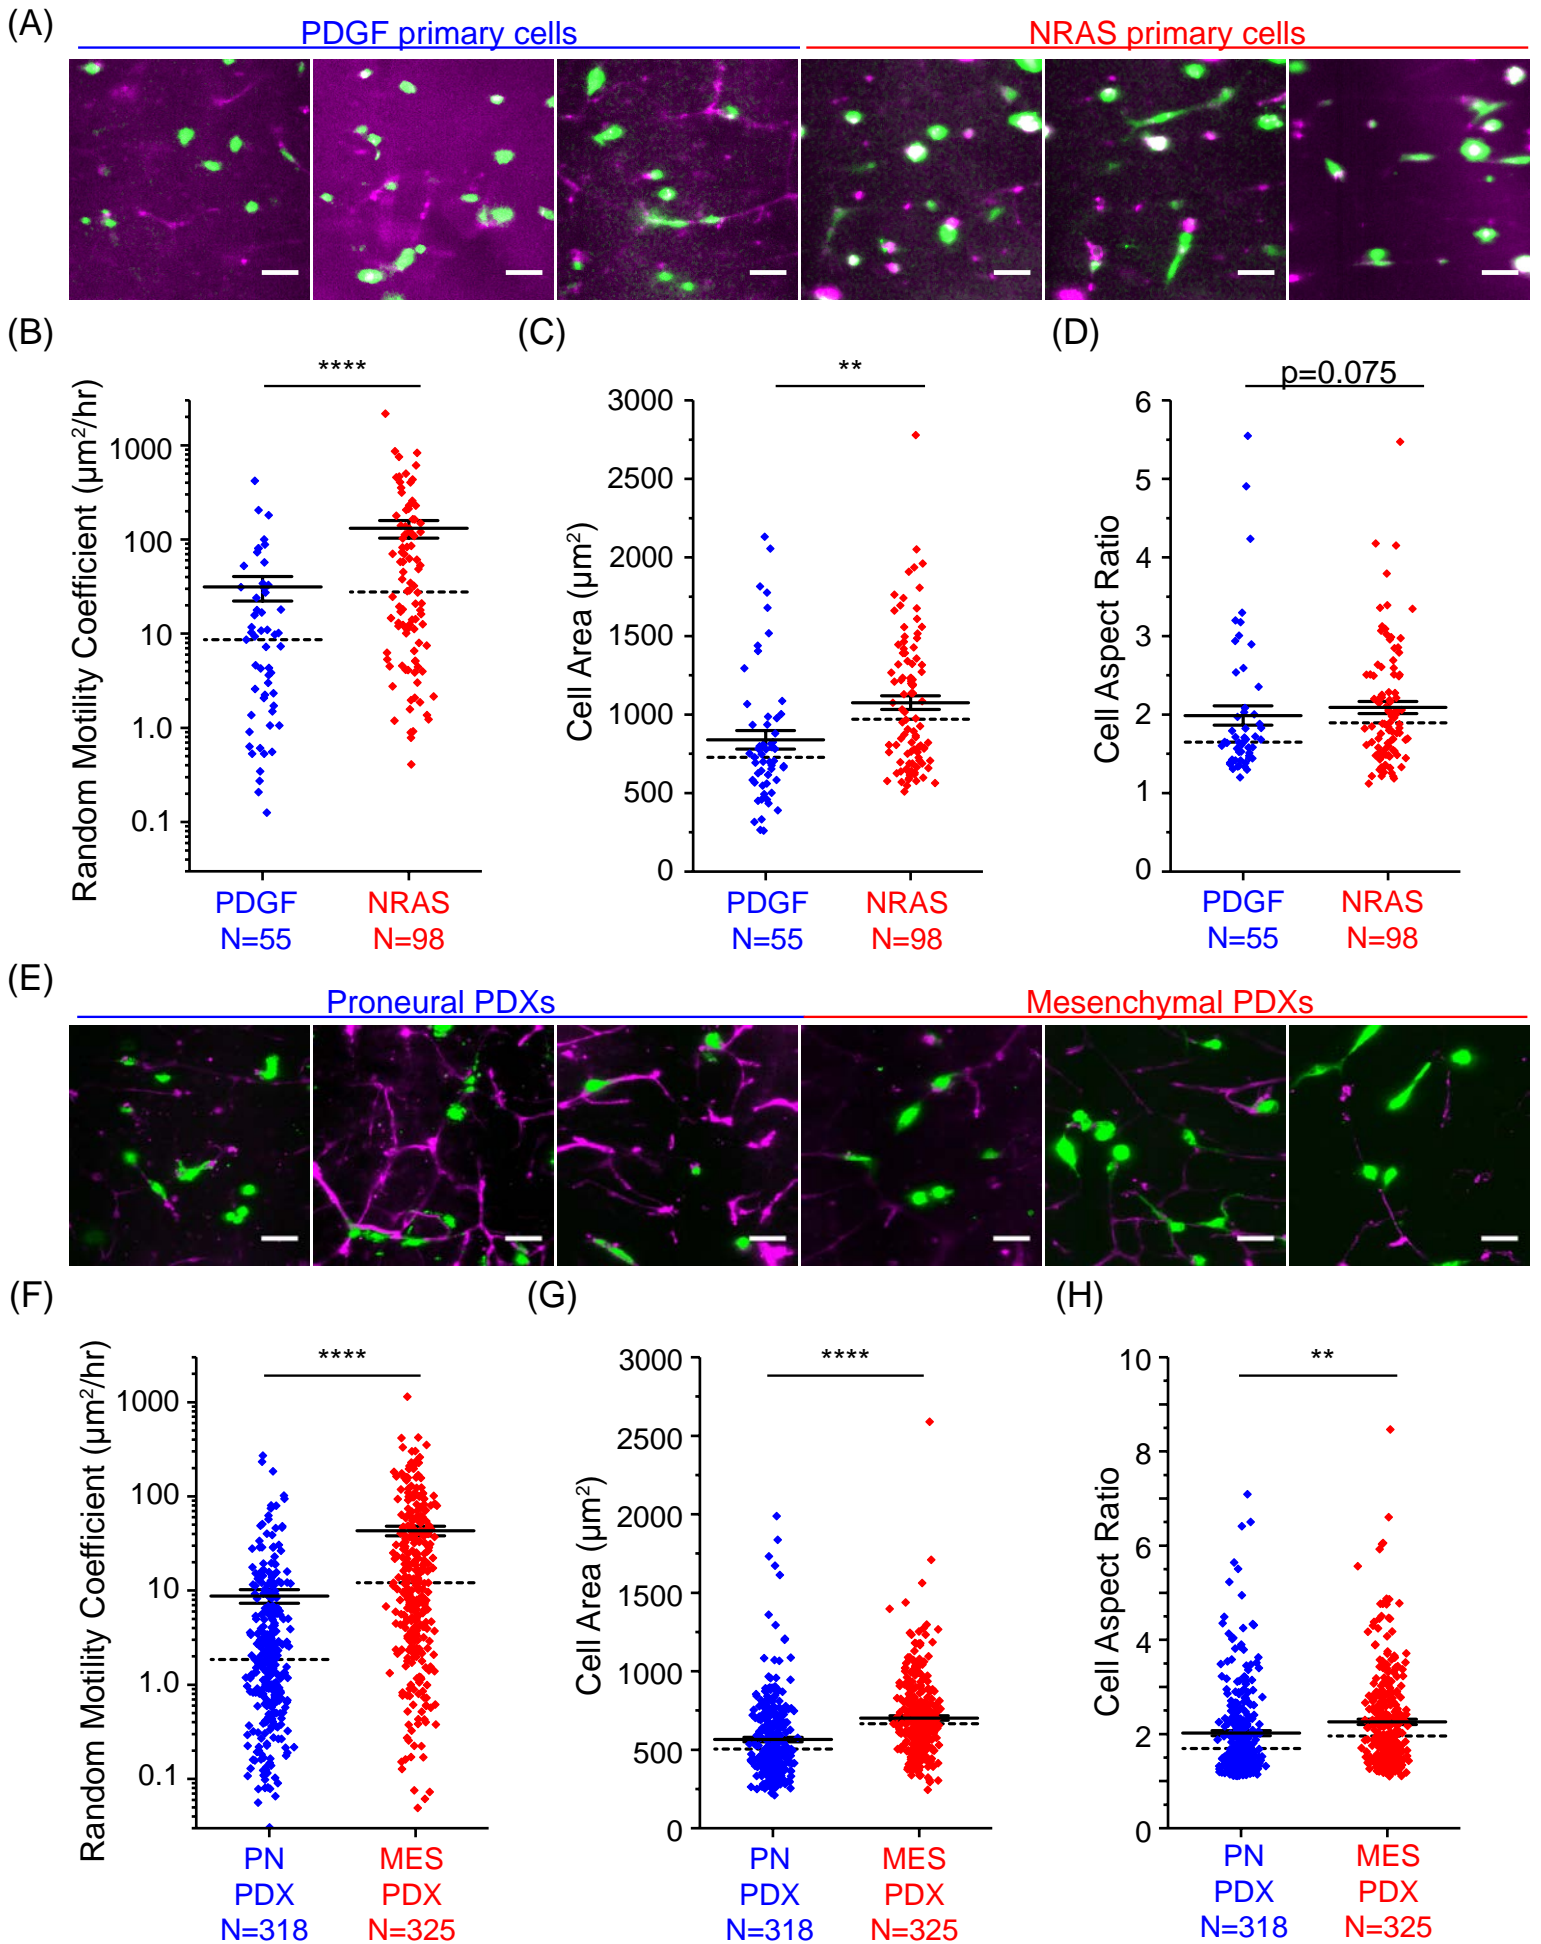 (A)
PDGF primary cells
NRAS primary cells
(B)
(C)
(D)
****
Random Motility Coefficient (μm²/hr)
1000
100
10
1.0
0.1
PDGF
N=55
NRAS
N=98
**
Cell Area (μm²)
3000
2500
2000
1500
1000
500
0
PDGF
N=55
NRAS
N=98
p=0.075
Cell Aspect Ratio
6
5
4
3
2
1
0
PDGF
N=55
NRAS
N=98
(E)
Proneural PDXs
Mesenchymal PDXs
(F)
(G)
(H)
****
Random Motility Coefficient (μm²/hr)
1000
100
10
1.0
0.1
PN
PDX
N=318
MES
PDX
N=325
****
Cell Area (μm²)
3000
2500
2000
1500
1000
500
0
PN
PDX
N=318
MES
PDX
N=325
**
Cell Aspect Ratio
10
8
6
4
2
0
PN
PDX
N=318
MES
PDX
N=325